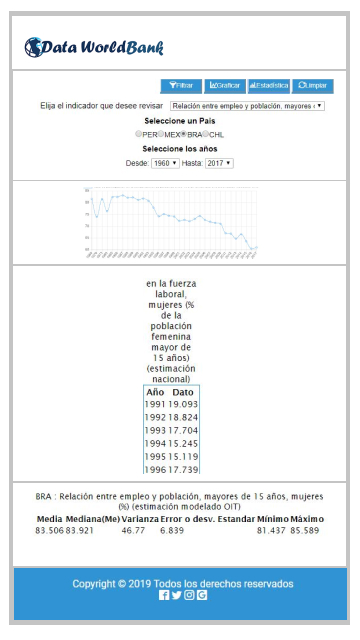 Data WorldBank
Filtrar Graficar Estadística Limpiar
Elija el indicador que desee revisar Relación entre empleo y población, mayores
Seleccione un País
PER MEX BRA CHL
Seleccione los años
Desde: 1960 Hasta: 2017
en la fuerza
laboral,
mujeres (%
de la
población
femenina
mayor de
15 años)
(estimación
nacional)
Año Dato
1991 19.093
1992 18.824
1993 17.704
1994 15.245
1995 15.119
1996 17.739
BRA : Relación entre empleo y población, mayores de 15 años, mujeres
(%) (estimación modelado OIT)
Media Mediana(Me) Varianza Error o desv. Estandar Mínimo Máximo
83.506 83.921 46.77 6.839 81.437 85.589
Copyright © 2019 Todos los derechos reservados